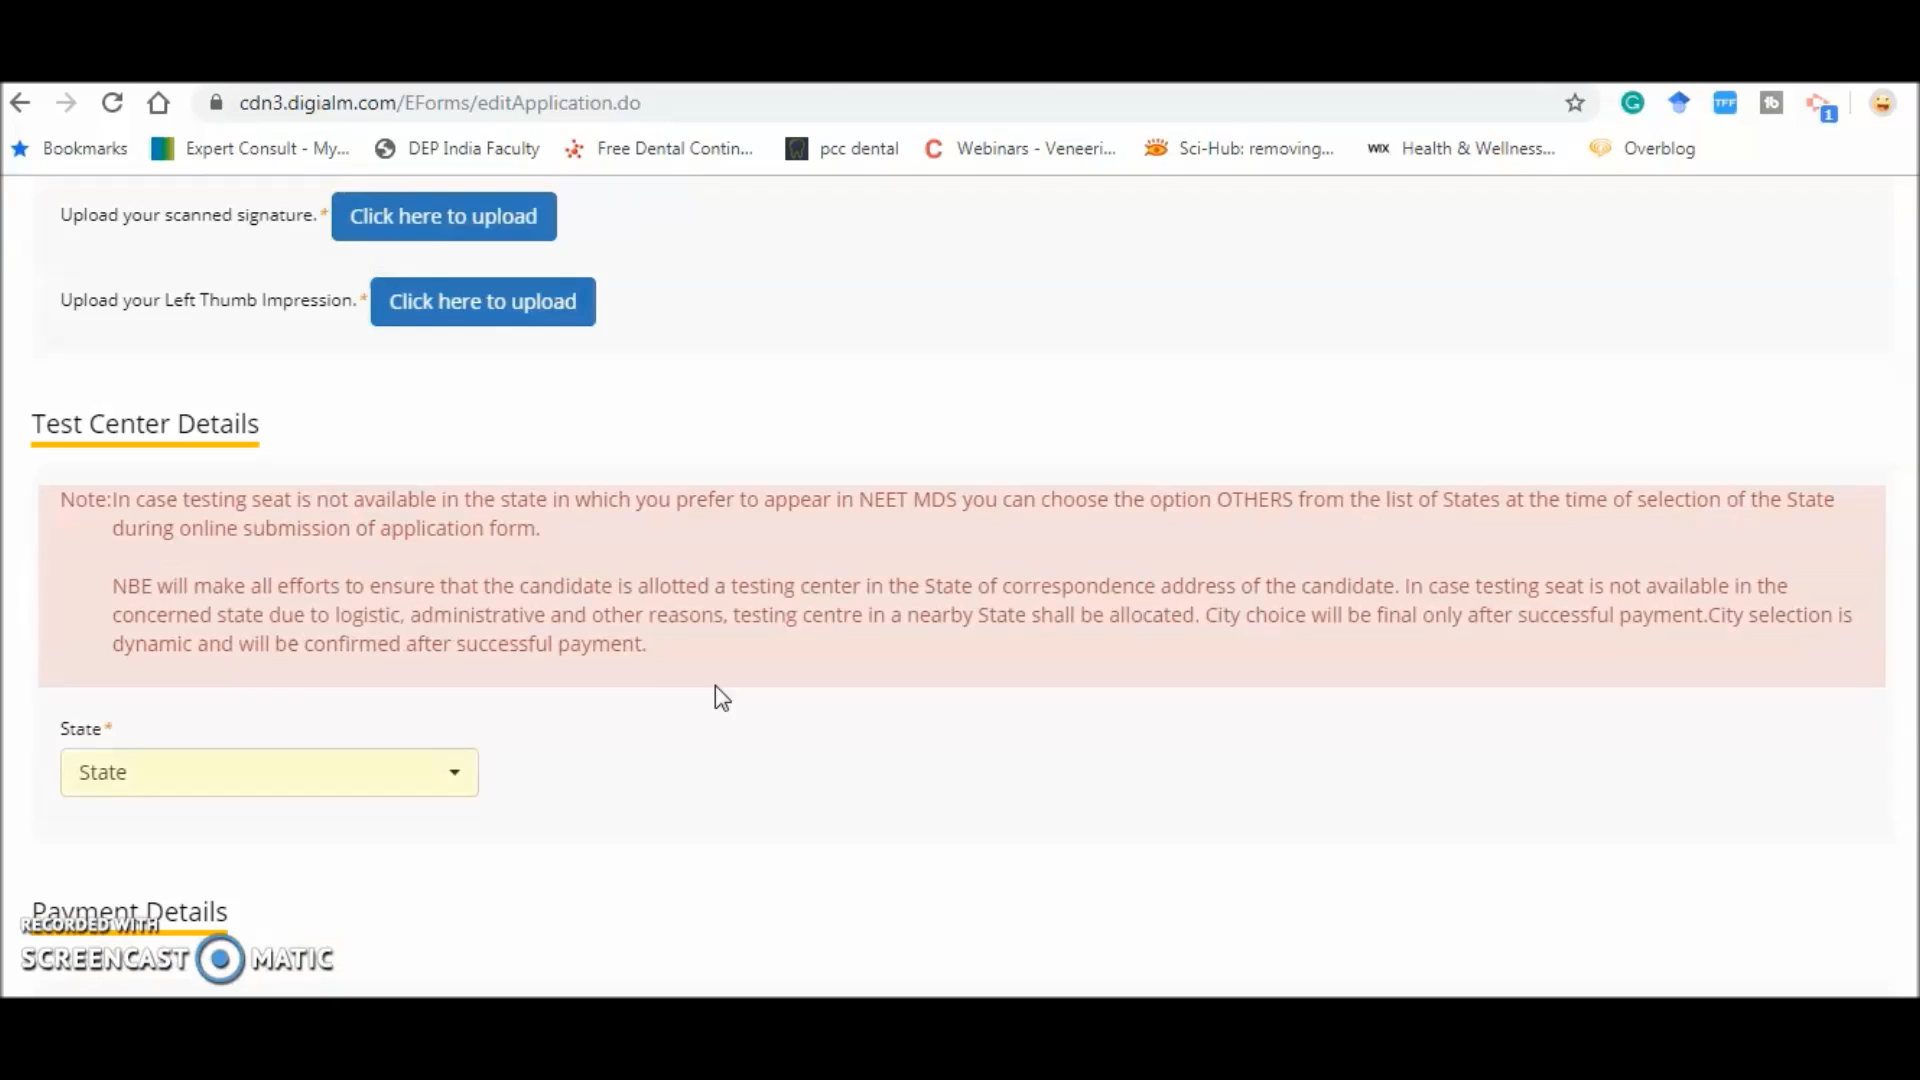 cdn3.digialm.com/EForms/editApplication.do
TFF
1
Bookmarks Expert Consult - My... DEP India Faculty Free Dental Contin... pcc dental Webinars - Veneeri... Sci-Hub: removing... WIX Health & Wellness... Overblog
Upload your scanned signature.* Click here to upload
Upload your Left Thumb Impression.* Click here to upload
Test Center Details
Note:In case testing seat is not available in the state in which you prefer to appear in NEET MDS you can choose the option OTHERS from the list of States at the time of selection of the State
during online submission of application form.
NBE will make all efforts to ensure that the candidate is allotted a testing center in the State of correspondence address of the candidate. In case testing seat is not available in the
concerned state due to logistic, administrative and other reasons, testing centre in a nearby State shall be allocated. City choice will be final only after successful payment.City selection is
dynamic and will be confirmed after successful payment.
State*
State
Payment Details
RECORDED WITH
SCREENCAST MATIC